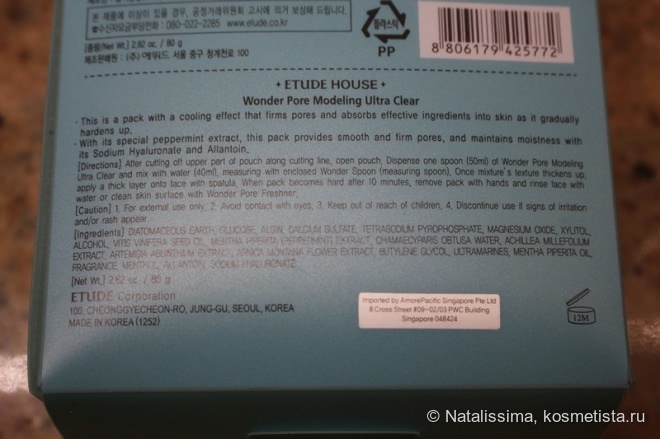 본 제품에 이상이 있을 경우, 공정거래위원회 고시에 의거 보상해 드립니다.
수신자요금부담전화 : 080-022-2285 www.etude.co.kr
플라스틱
PP
8 806179 425772
[중량/Net Wt.] 2.82 oz. / 80 g
제조판매원 : (주)에뛰드 서울 중구 청계천로 100
ETUDE HOUSE
Wonder Pore Modeling Ultra Clear
· This is a pack with a cooling effect that firms pores and absorbs effective ingredients into skin as it gradually
hardens up.
· With its special peppermint extract, this pack provides smooth and firm pores, and maintains moistness with
its Sodium Hyaluronate and Allantoin.
[Directions] After cutting off upper part of pouch along cutting line, open pouch, Dispense one spoon (50ml) of Wonder Pore Modeling
Ultra Clear and mix with water (40ml), measuring with enclosed Wonder Spoon (measuring spoon), Once mixture's texture thickens up,
apply a thick layer onto face with spatula, When pack becomes hard after 10 minutes, remove pack with hands and rinse face with
water or clean skin surface with Wonder Pore Freshner.
[Caution] 1. For external use only, 2. Avoid contact with eyes, 3. Keep out of reach of children, 4. Discontinue use if signs of irritation
and/or rash appear
[Ingredients] DIATOMACEOUS EARTH, GLUCOSE, ALGIN, CALCIUM SULFATE, TETRASODIUM PYROPHOSPHATE, MAGNESIUM OXIDE, XYLITOL,
ALCOHOL, VITIS VINIFERA SEED OIL, MENTHA PIPERITA (PEPPERMINT) EXTRACT, CHAMAECYPARIS OBTUSA WATER, ACHILLEA MILLEFOLIUM
EXTRACT, ARTEMISIA ABSINTHIUM EXTRACT, ARNICA MONTANA FLOWER EXTRACT, BUTYLENE GLYCOL, ULTRAMARINES, MENTHA PIPERITA OIL,
FRAGRANCE, MENTHOL, ALLANTOIN, SODIUM HYALURONATE
[Net Wt.] 2.82 oz. / 80 g
ETUDE Corporation
100, CHEONGGYECHEON-RO, JUNG-GU, SEOUL, KOREA
MADE IN KOREA (1252)
Imported by AmorePacific Singapore Pte Ltd
8 Cross Street #09-02/03 PWC Building
Singapore 048424
12M
© Natalissima, kosmetista.ru